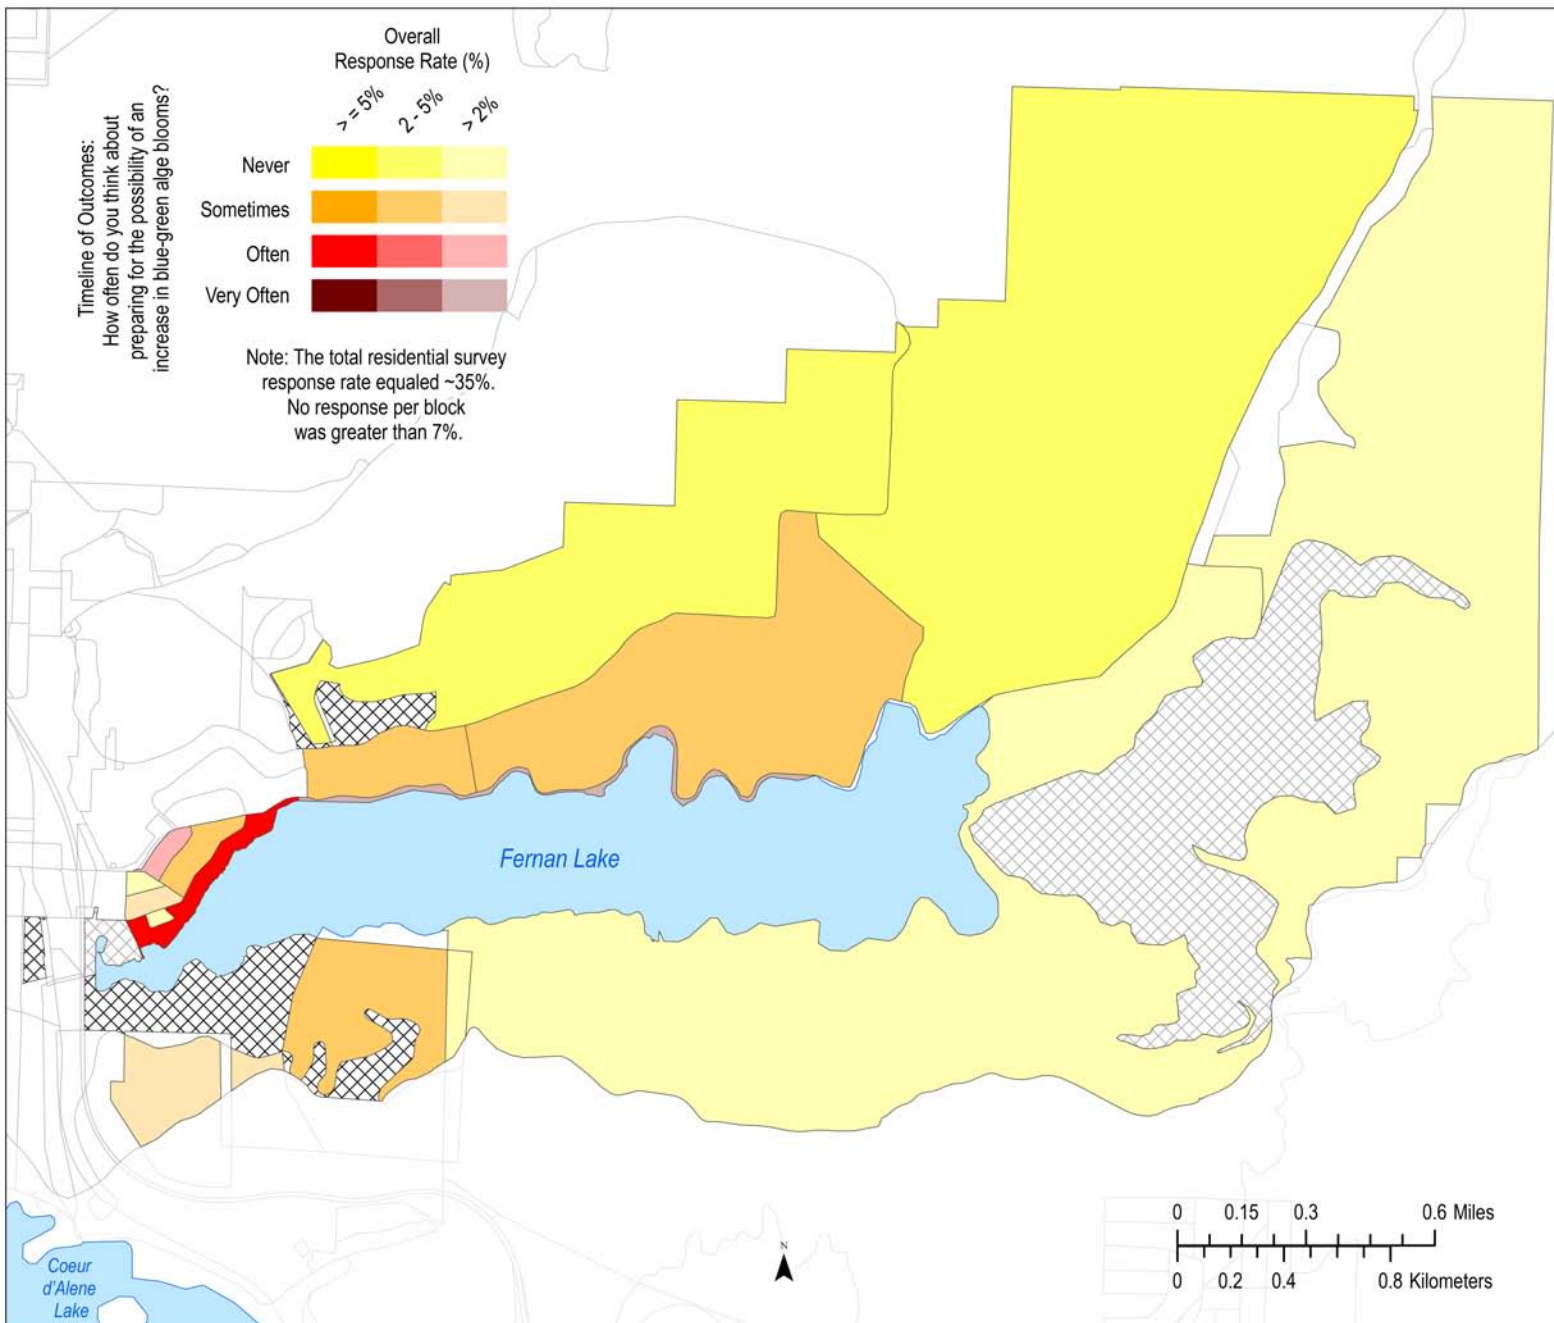 Overall
Response Rate (%)
> = 5%
2 - 5%
> 2%
Timeline of Outcomes:
How often do you think about
preparing for the possibility of an
increase in blue-green alge blooms?
Never
Sometimes
Often
Very Often
Note: The total residential survey
response rate equaled ~35%.
No response per block
was greater than 7%.
Fernan Lake
Coeur
d'Alene
Lake
N
0 0.15 0.3 0.6 Miles
0 0.2 0.4 0.8 Kilometers